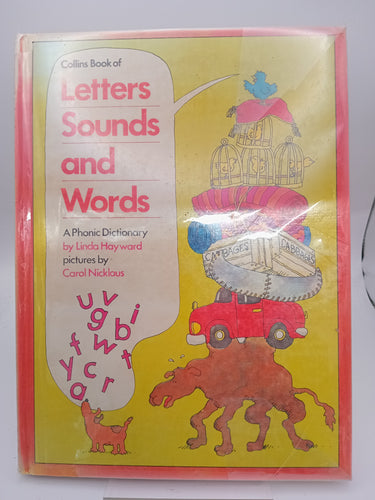 Collins Book of
Letters
Sounds
and
Words
A Phonic Dictionary
by Linda Hayward
pictures by
Carol Nicklaus
CABBAGES CABBAGES
u v
g b i
f w t
y c r
a